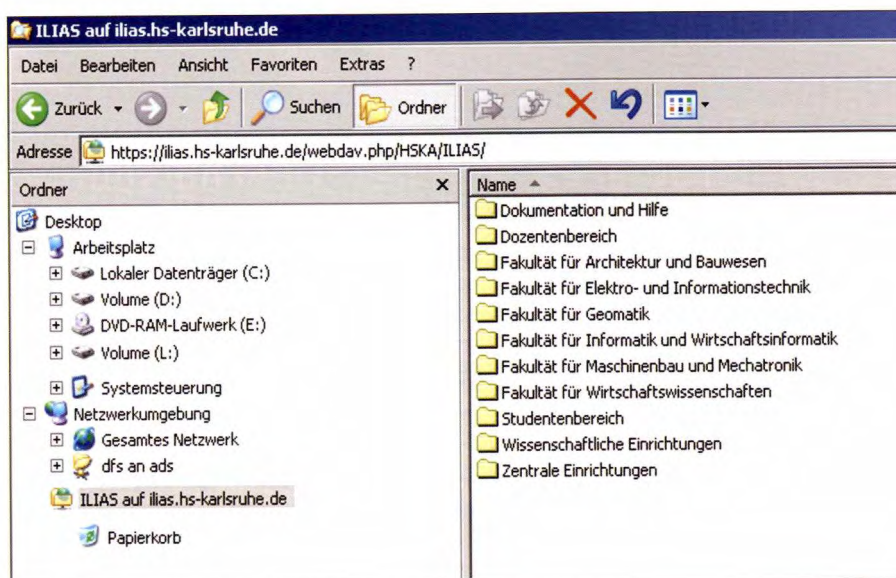 ILIAS auf ilias.hs-karlsruhe.de
Datei Bearbeiten Ansicht Favoriten Extras ?
Zurück Suchen Ordner
Adresse https://ilias.hs-karlsruhe.de/webdav.php/HSKA/ILIAS/
Ordner X
Desktop
Arbeitsplatz
Lokaler Datenträger (C:)
Volume (D:)
DVD-RAM-Laufwerk (E:)
Volume (L:)
Systemsteuerung
Netzwerkumgebung
Gesamtes Netzwerk
dfs an ads
ILIAS auf ilias.hs-karlsruhe.de
Papierkorb
Name
Dokumentation und Hilfe
Dozentenbereich
Fakultät für Architektur und Bauwesen
Fakultät für Elektro- und Informationstechnik
Fakultät für Geomatik
Fakultät für Informatik und Wirtschaftsinformatik
Fakultät für Maschinenbau und Mechatronik
Fakultät für Wirtschaftswissenschaften
Studentenbereich
Wissenschaftliche Einrichtungen
Zentrale Einrichtungen